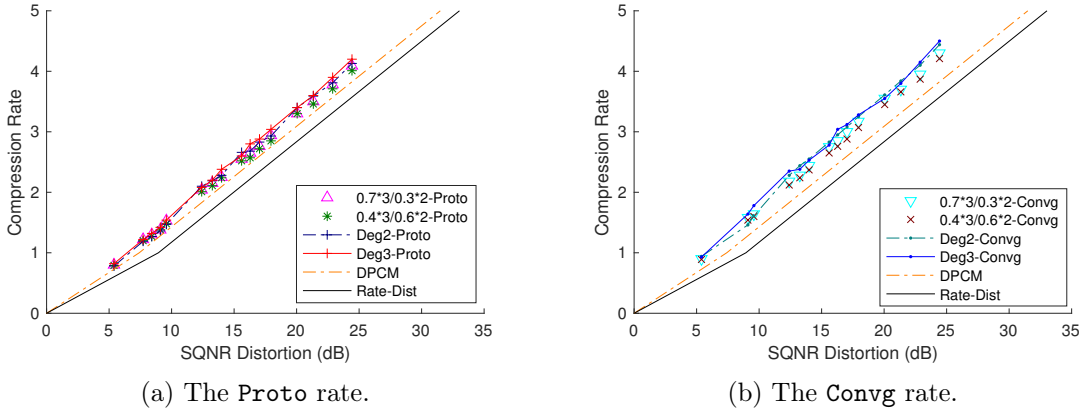 5
4
3
2
1
0
Compression Rate
0.7*3/0.3*2-Proto
0.4*3/0.6*2-Proto
Deg2-Proto
Deg3-Proto
DPCM
Rate-Dist
0 5 10 15 20 25 30 35
SQNR Distortion (dB)
(a) The Proto rate.
5
4
3
2
1
0
Compression Rate
0.7*3/0.3*2-Convg
0.4*3/0.6*2-Convg
Deg2-Convg
Deg3-Convg
DPCM
Rate-Dist
0 5 10 15 20 25 30 35
SQNR Distortion (dB)
(b) The Convg rate.